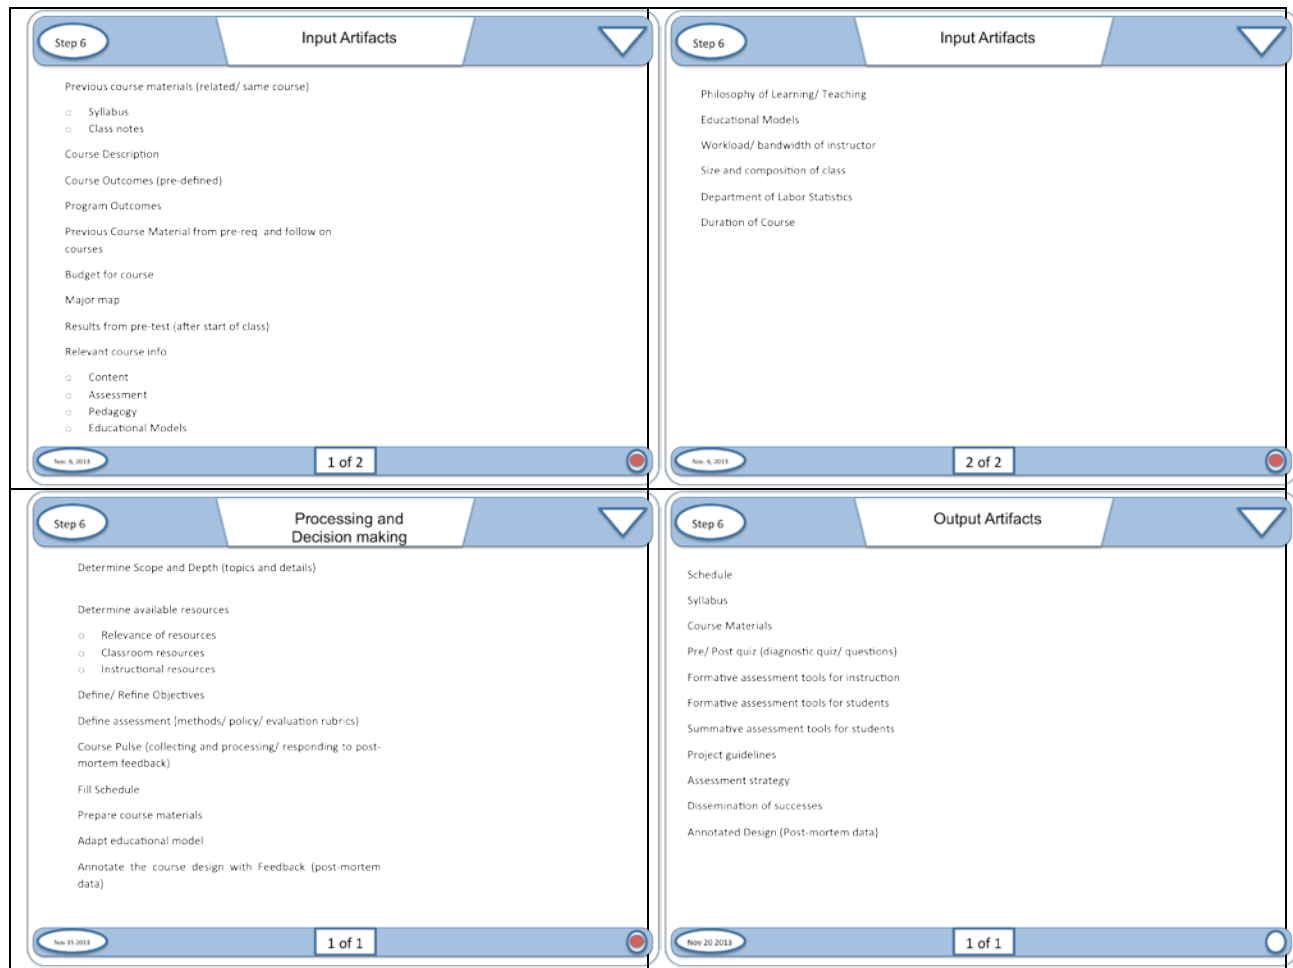 Step 6
Input Artifacts
Previous course materials (related/ same course)
o Syllabus
o Class notes
Course Description
Course Outcomes (pre-defined)
Program Outcomes
Previous Course Material from pre-req. and follow on
courses
Budget for course
Major map
Results from pre-test (after start of class)
Relevant course info
o Content
o Assessment
o Pedagogy
o Educational Models
Nov. 6, 2013
1 of 2
Step 6
Input Artifacts
Philosophy of Learning/ Teaching
Educational Models
Workload/ bandwidth of instructor
Size and composition of class
Department of Labor Statistics
Duration of Course
Nov. 6, 2013
2 of 2
Step 6
Processing and
Decision making
Determine Scope and Depth (topics and details)
Determine available resources
o Relevance of resources
o Classroom resources
o Instructional resources
Define/ Refine Objectives
Define assessment (methods/ policy/ evaluation rubrics)
Course Pulse (collecting and processing/ responding to post-
mortem feedback)
Fill Schedule
Prepare course materials
Adapt educational model
Annotate the course design with Feedback (post-mortem
data)
Nov 15 2013
1 of 1
Step 6
Output Artifacts
Schedule
Syllabus
Course Materials
Pre/ Post quiz (diagnostic quiz/ questions)
Formative assessment tools for instruction
Formative assessment tools for students
Summative assessment tools for students
Project guidelines
Assessment strategy
Dissemination of successes
Annotated Design (Post-mortem data)
Nov 20 2013
1 of 1